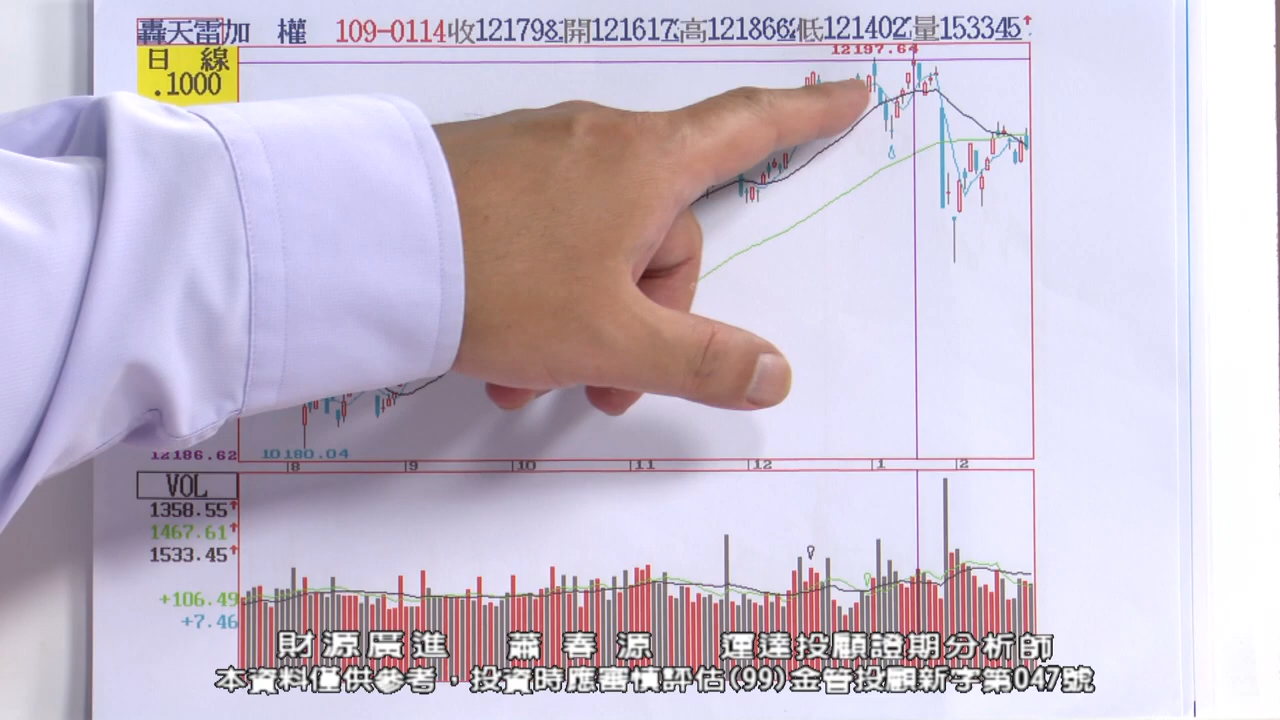 轟天雷加 權 109-0114收1217982開1216172高1218662低1214027量153345↑
日 線
.1000
12197.64
12186.62 10180.04
8 9 10 11 12 1 2
VOL
1358.55↑
1467.61↑
1533.45↑
+106.49
+7.46
財源廣進 蕭春源 運達投顧證期分析師
本資料僅供參考，投資時應審慎評估(99)金管投顧新字第047號